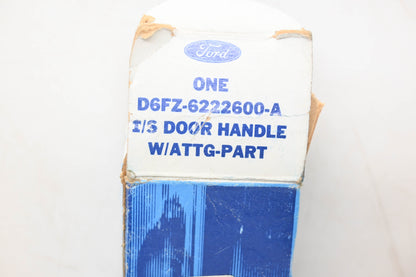 Ford
ONE
D6FZ-6222600-A
I/S DOOR HANDLE
W/ATTG-PART